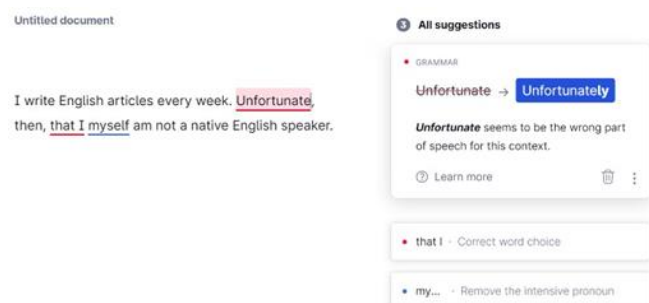 Untitled document
I write English articles every week. Unfortunate,
then, that I myself am not a native English speaker.
3 All suggestions
GRAMMAR
Unfortunate → Unfortunately
Unfortunate seems to be the wrong part
of speech for this context.
Learn more
that I · Correct word choice
my... · Remove the intensive pronoun